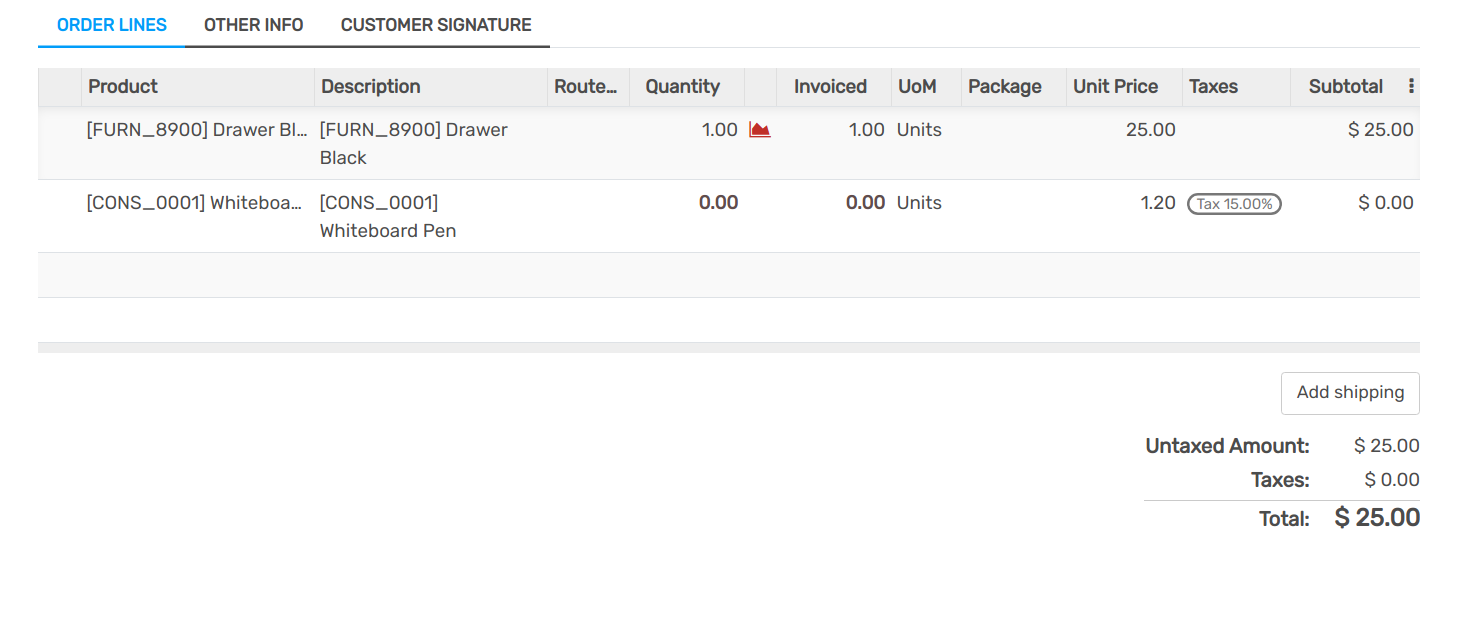 ORDER LINES OTHER INFO CUSTOMER SIGNATURE
Product Description Route... Quantity Invoiced UoM Package Unit Price Taxes Subtotal
[FURN_8900] Drawer Bl... [FURN_8900] Drawer Black 1.00 1.00 Units 25.00 $ 25.00
[CONS_0001] Whiteboa... [CONS_0001] Whiteboard Pen 0.00 0.00 Units 1.20 Tax 15.00% $ 0.00
Add shipping
Untaxed Amount: $ 25.00
Taxes: $ 0.00
Total: $ 25.00